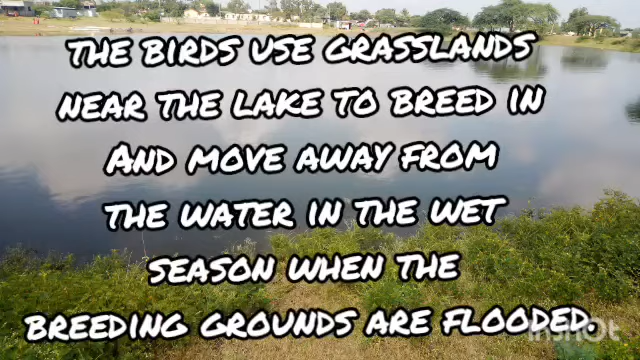 THE BIRDS USE GRASSLANDS
NEAR THE LAKE TO BREED IN
AND MOVE AWAY FROM
THE WATER IN THE WET
SEASON WHEN THE
BREEDING GROUNDS ARE FLOODED.
InShOt